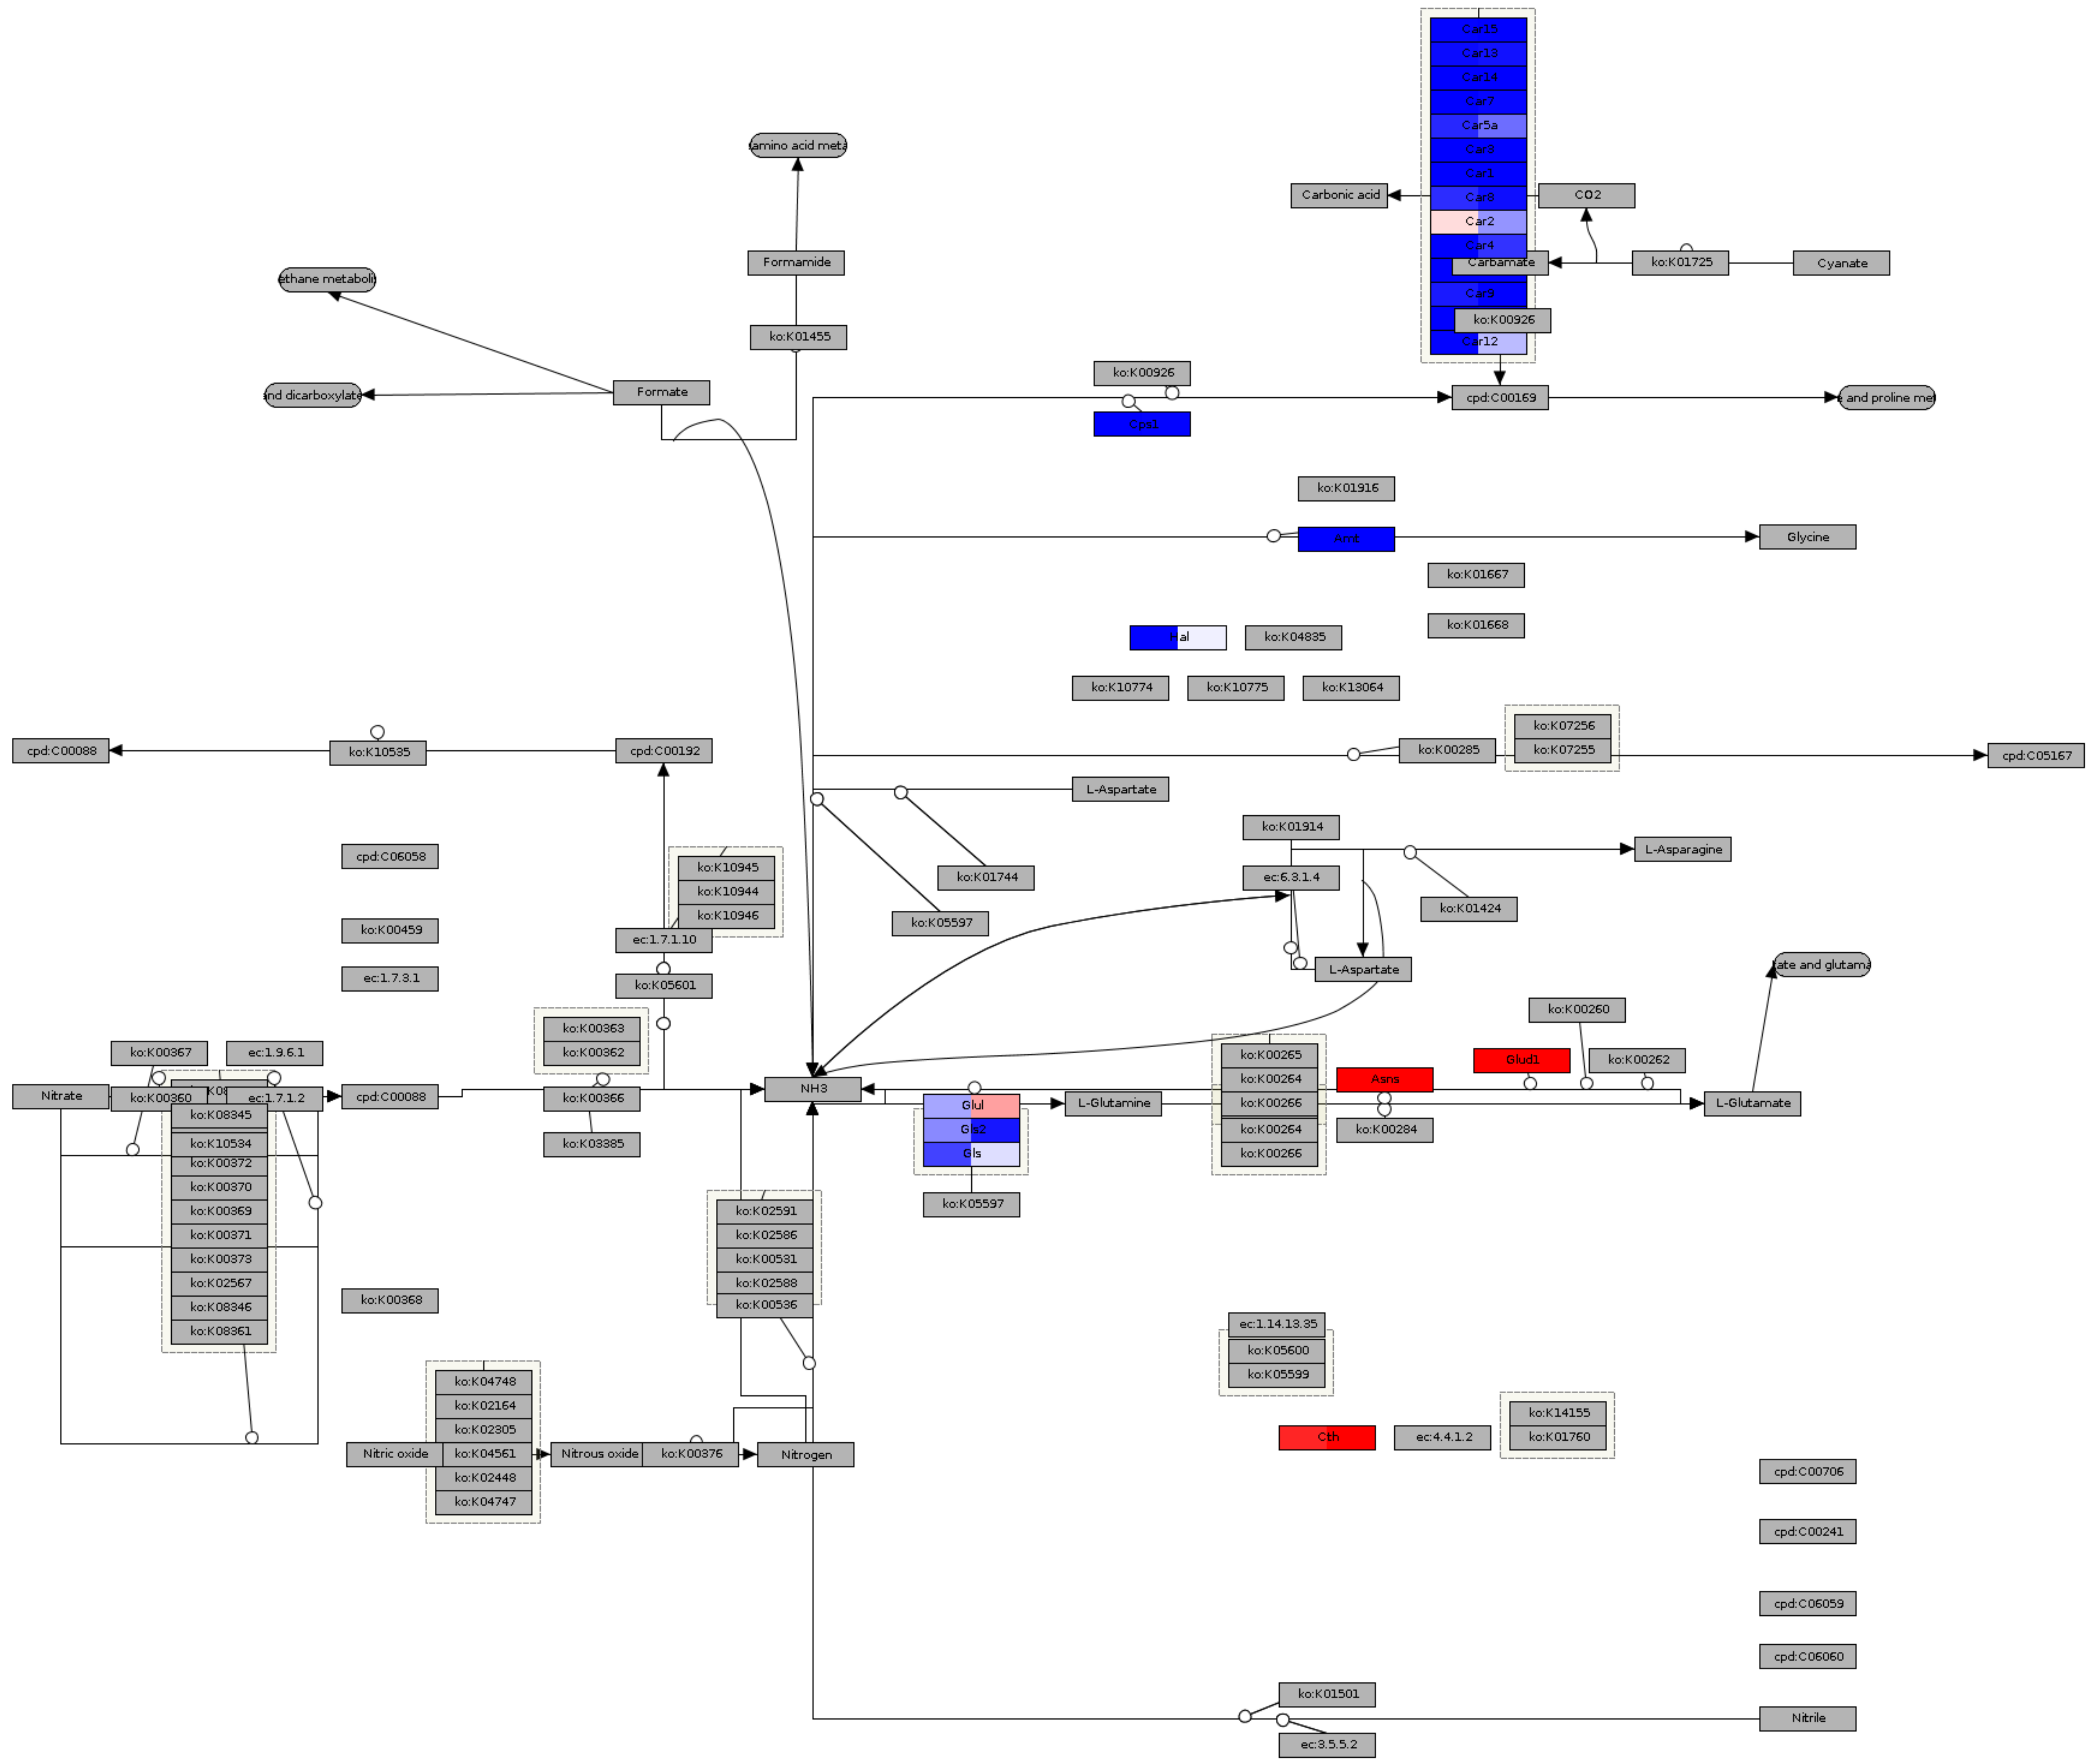 Car15
Car13
Car14
Car7
Car5a
Car3
Car1
Car8
Car2
Car4
Car9
Car12
amino acid meta
Carbonic acid
CO2
Formamide
Carbamate
ko:K01725
Cyanate
ethane metaboli
ko:K00926
ko:K01455
ko:K00926
nd dicarboxylate
Formate
cpd:C00169
e and proline met
Cps1
ko:K01916
Amt
Glycine
ko:K01667
ko:K01668
Hal
ko:K04835
ko:K10774
ko:K10775
ko:K13064
ko:K07256
ko:K07255
cpd:C00088
ko:K10535
cpd:C00192
ko:K00285
cpd:C05167
L-Aspartate
ko:K01914
L-Asparagine
cpd:C06058
ko:K10945
ko:K10944
ko:K10946
ko:K01744
ec:6.3.1.4
ko:K01424
ko:K05597
ko:K00459
ec:1.7.1.10
ec:1.7.3.1
ko:K05601
L-Aspartate
ate and glutama
ko:K00260
ko:K00363
ko:K00362
ko:K00367
ec:1.9.6.1
ko:K00265
ko:K00264
ko:K00266
ko:K00264
ko:K00266
Glud1
ko:K00262
Asns
Nitrate
ko:K00360
ec:1.7.1.2
cpd:C00088
ko:K00366
NH3
Glul
Gls2
Gls
L-Glutamine
L-Glutamate
ko:K08345
ko:K10534
ko:K00372
ko:K00370
ko:K00369
ko:K00371
ko:K00373
ko:K02567
ko:K08346
ko:K08361
ko:K03385
ko:K00284
ko:K05597
ko:K02591
ko:K02586
ko:K00531
ko:K02588
ko:K00536
ko:K00368
ec:1.14.13.35
ko:K05600
ko:K05599
ko:K04748
ko:K02164
ko:K02305
ko:K04561
ko:K02448
ko:K04747
Nitric oxide
Nitrous oxide
ko:K00376
Nitrogen
Cth
ec:4.4.1.2
ko:K14155
ko:K01760
cpd:C00706
cpd:C00241
cpd:C06059
cpd:C06060
ko:K01501
Nitrile
ec:3.5.5.2